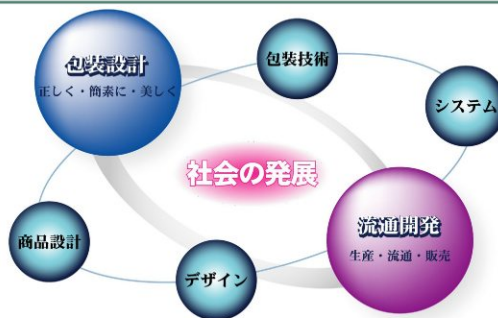 包装設計
正しく・簡素に・美しく
包装技術
システム
社会の発展
流通開発
生産・流通・販売
商品設計
デザイン